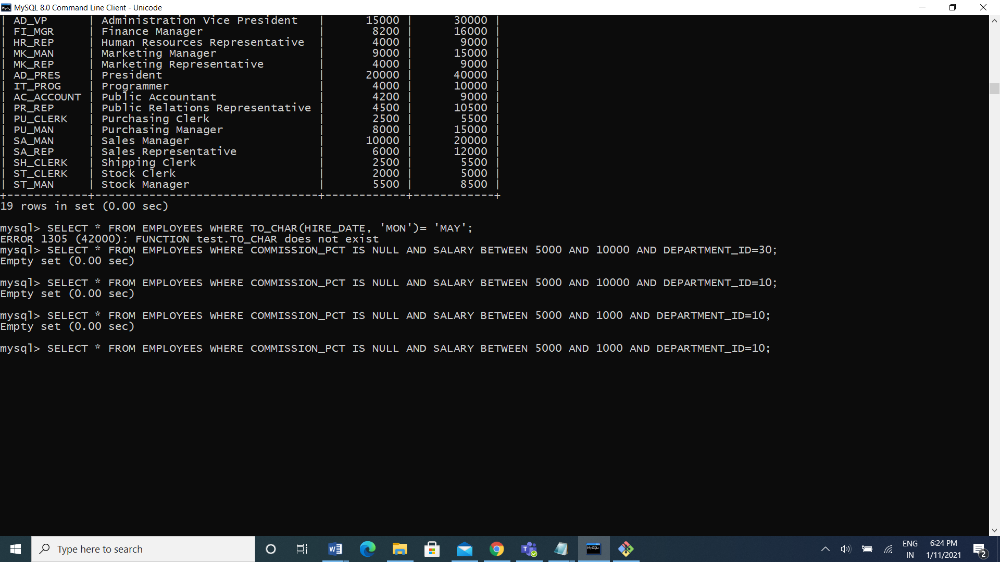 MySQL 8.0 Command Line Client - Unicode
| AD_VP      | Administration Vice President   |      15000 |      30000 |
| FI_MGR     | Finance Manager                 |       8200 |      16000 |
| HR_REP     | Human Resources Representative  |       4000 |       9000 |
| MK_MAN     | Marketing Manager               |       9000 |      15000 |
| MK_REP     | Marketing Representative        |       4000 |       9000 |
| AD_PRES    | President                       |      20000 |      40000 |
| IT_PROG    | Programmer                      |       4000 |      10000 |
| AC_ACCOUNT | Public Accountant               |       4200 |       9000 |
| PR_REP     | Public Relations Representative |       4500 |      10500 |
| PU_CLERK   | Purchasing Clerk                |       2500 |       5500 |
| PU_MAN     | Purchasing Manager              |       8000 |      15000 |
| SA_MAN     | Sales Manager                   |      10000 |      20000 |
| SA_REP     | Sales Representative            |       6000 |      12000 |
| SH_CLERK   | Shipping Clerk                  |       2500 |       5500 |
| ST_CLERK   | Stock Clerk                     |       2000 |       5000 |
| ST_MAN     | Stock Manager                   |       5500 |       8500 |
+------------+---------------------------------+------------+------------+
19 rows in set (0.00 sec)
mysql> SELECT * FROM EMPLOYEES WHERE TO_CHAR(HIRE_DATE, 'MON')= 'MAY';
ERROR 1305 (42000): FUNCTION test.TO_CHAR does not exist
mysql> SELECT * FROM EMPLOYEES WHERE COMMISSION_PCT IS NULL AND SALARY BETWEEN 5000 AND 10000 AND DEPARTMENT_ID=30;
Empty set (0.00 sec)
mysql> SELECT * FROM EMPLOYEES WHERE COMMISSION_PCT IS NULL AND SALARY BETWEEN 5000 AND 10000 AND DEPARTMENT_ID=10;
Empty set (0.00 sec)
mysql> SELECT * FROM EMPLOYEES WHERE COMMISSION_PCT IS NULL AND SALARY BETWEEN 5000 AND 1000 AND DEPARTMENT_ID=10;
Empty set (0.00 sec)
mysql> SELECT * FROM EMPLOYEES WHERE COMMISSION_PCT IS NULL AND SALARY BETWEEN 5000 AND 1000 AND DEPARTMENT_ID=10;
Type here to search
ENG
IN
6:24 PM
1/11/2021
2